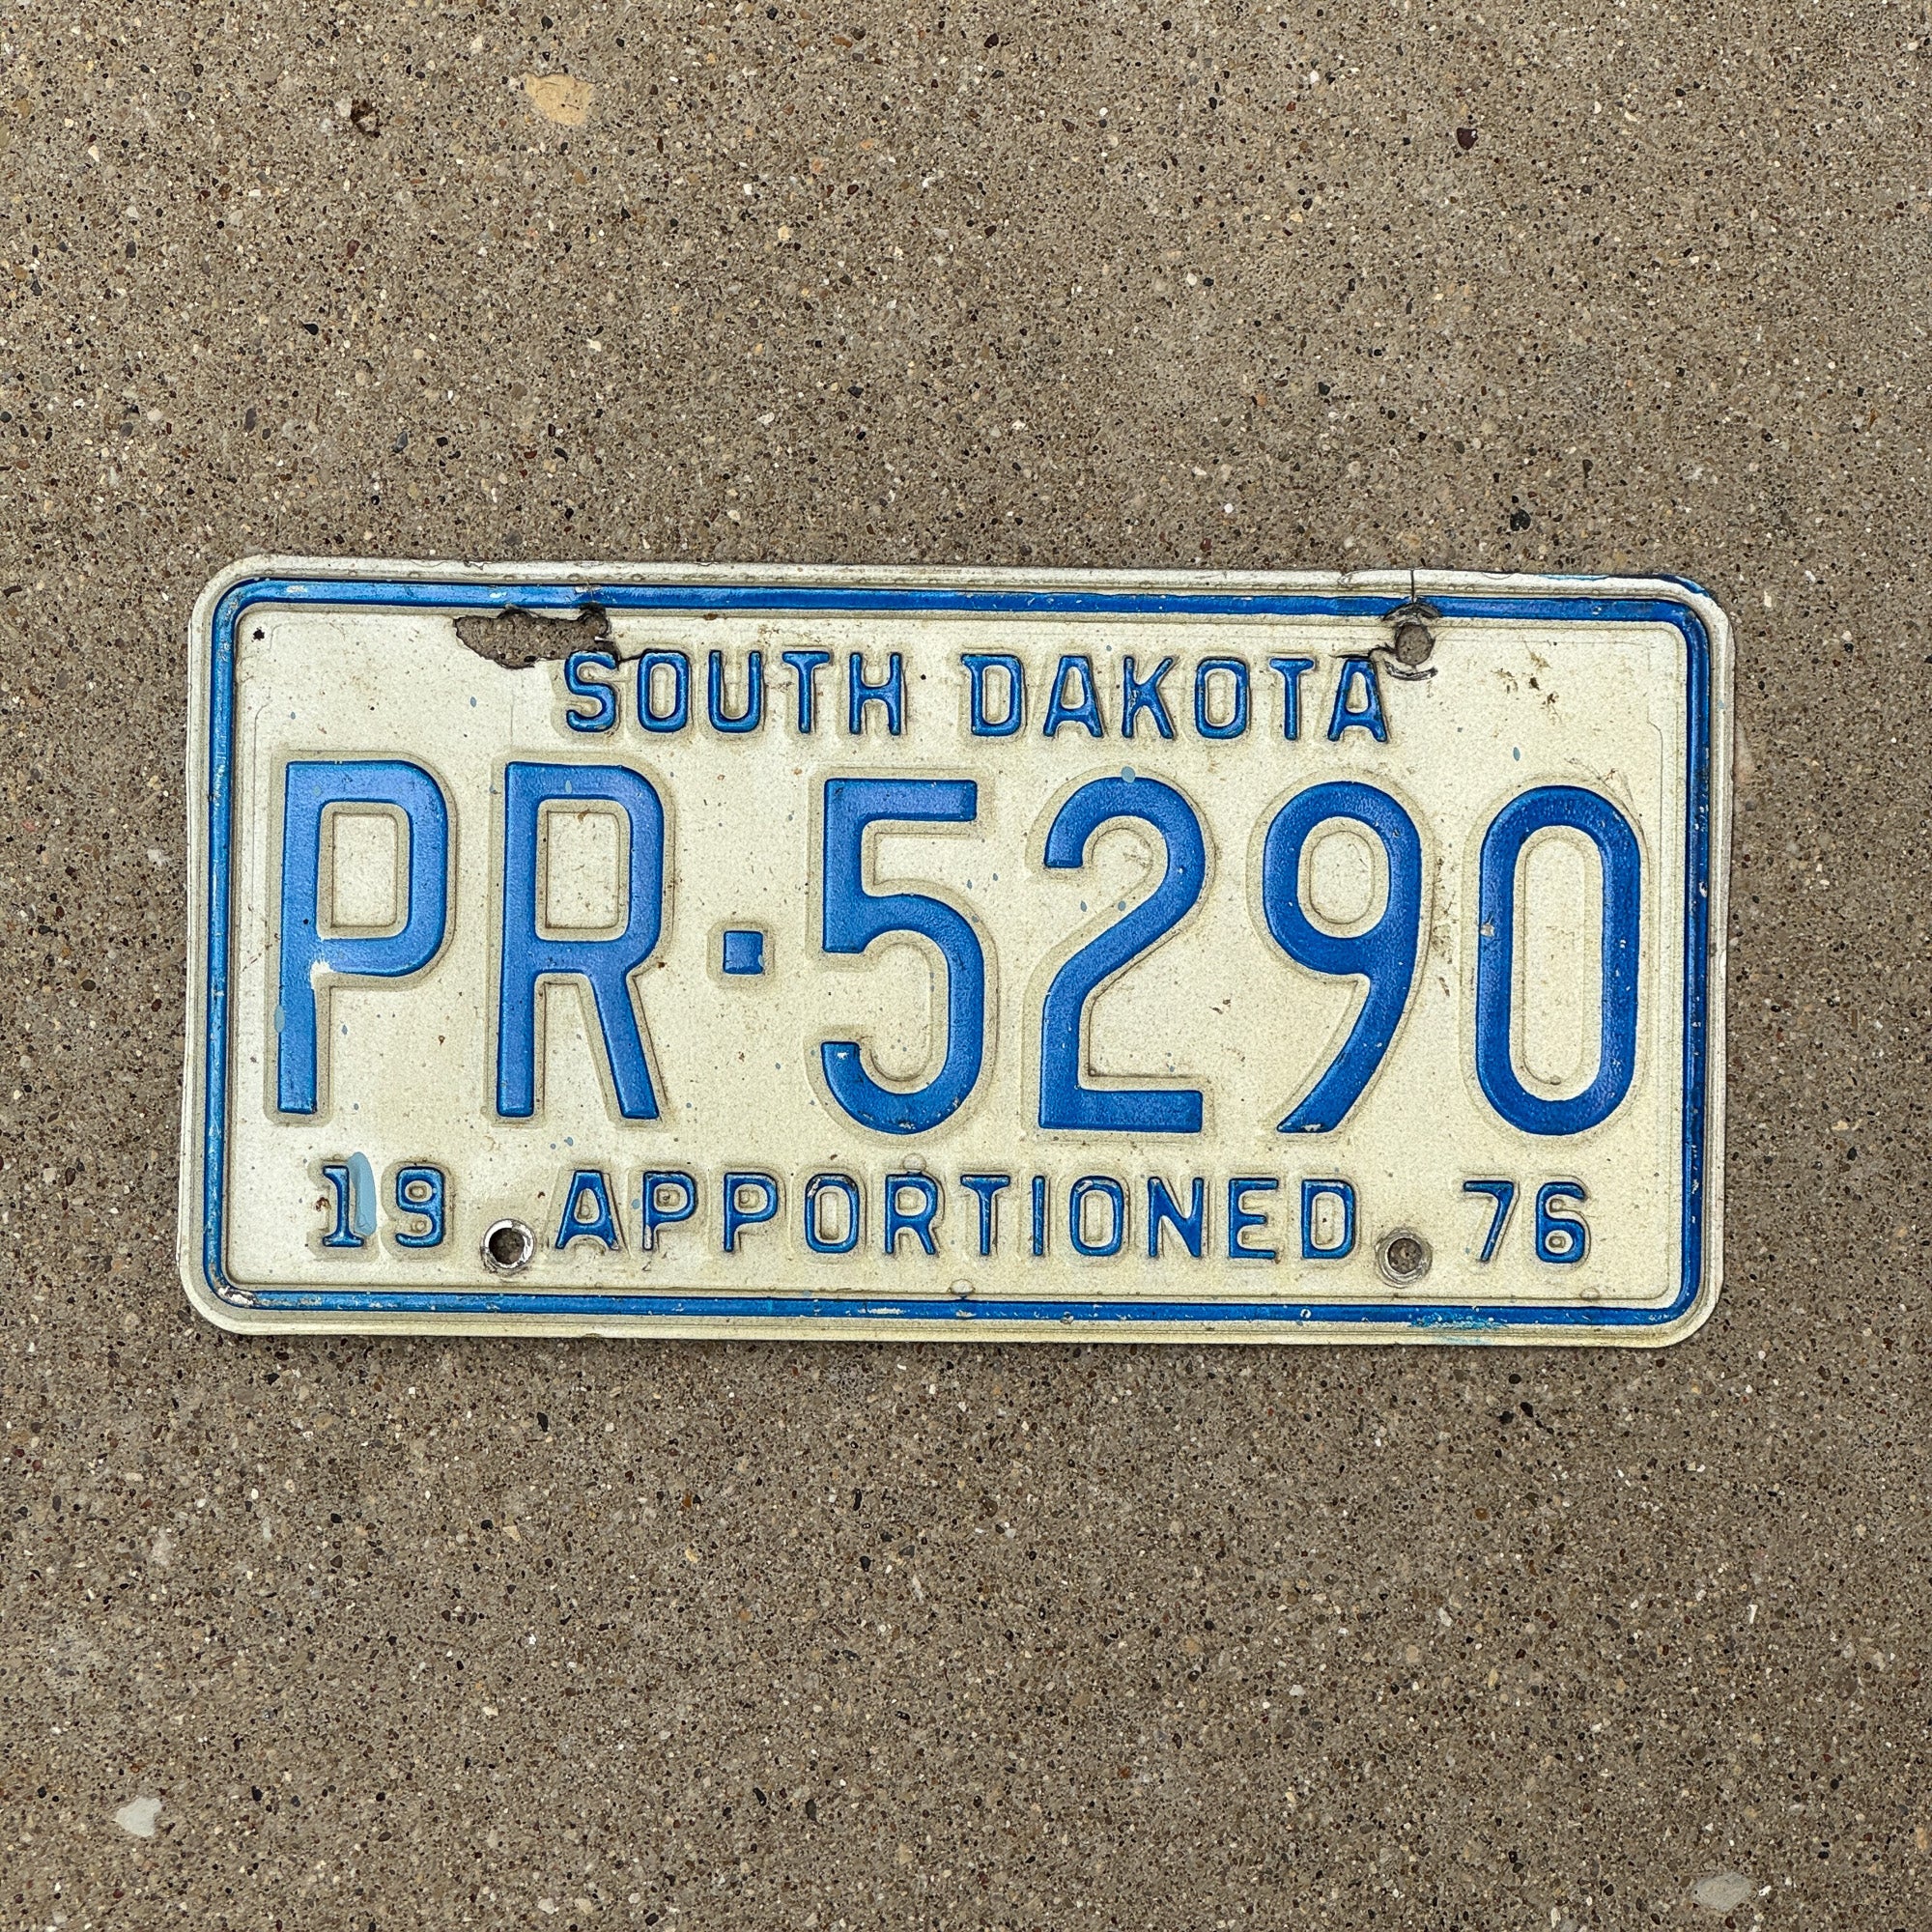 SOUTH DAKOTA
PR·5290
19 APPORTIONED 76